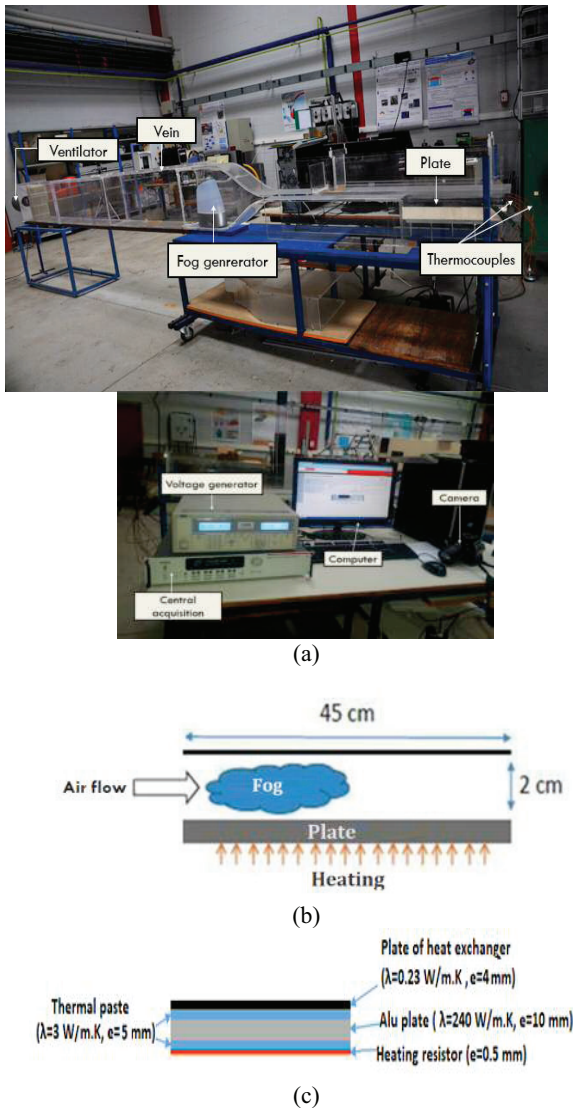 Vein
Ventilator
Plate
Fog genrerator
Thermocouples
Voltage generator
Camera
Computer
Central
acquisition
(a)
45 cm
Air flow
Fog
2 cm
Plate
Heating
(b)
Plate of heat exchanger
(λ=0.23 W/m.K , e=4mm)
Thermal paste
(λ=3 W/m.K, e=5 mm)
Alu plate ( λ=240 W/m.K, e=10 mm)
Heating resistor (e=0.5 mm)
(c)